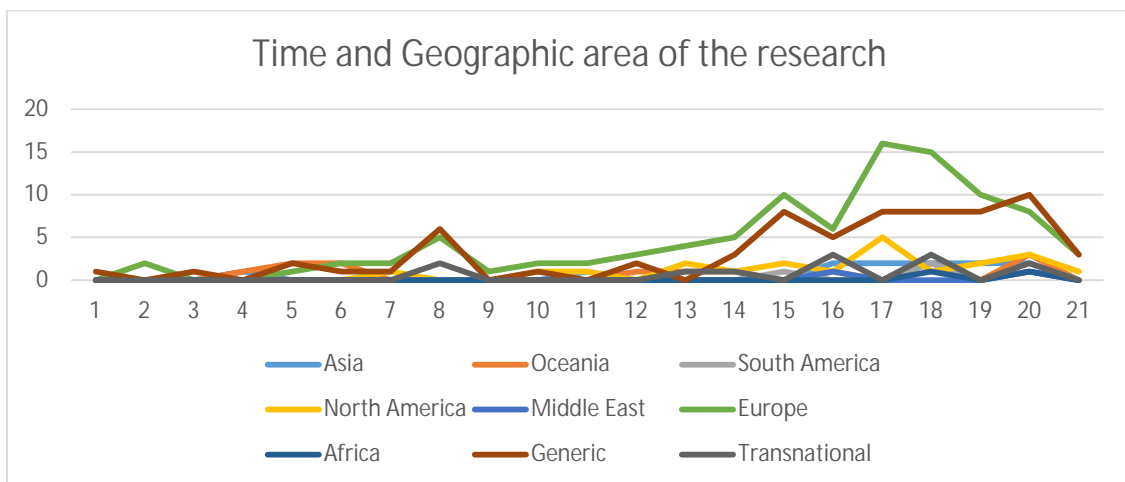 Time and Geographic area of the research
20
15
10
5
0
1 2 3 4 5 6 7 8 9 10 11 12 13 14 15 16 17 18 19 20 21
Asia Oceania South America
North America Middle East Europe
Africa Generic Transnational